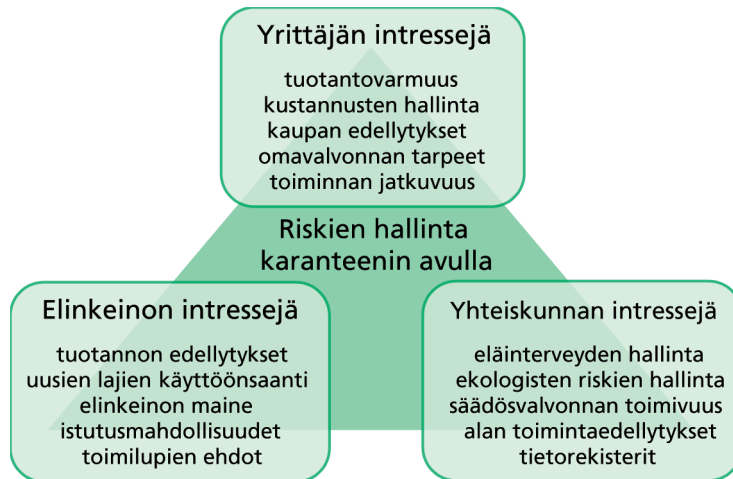 Yrittäjän intressejä
tuotantovarmuus
kustannusten hallinta
kaupan edellytykset
omavalvonnan tarpeet
toiminnan jatkuvuus
Riskien hallinta
karanteenin avulla
Elinkeinon intressejä
tuotannon edellytykset
uusien lajien käyttöönsaanti
elinkeinon maine
istutusmahdollisuudet
toimilupien ehdot
Yhteiskunnan intressejä
eläinterveyden hallinta
ekologisten riskien hallinta
säädösvalvonnan toimivuus
alan toimintaedellytykset
tietorekisterit